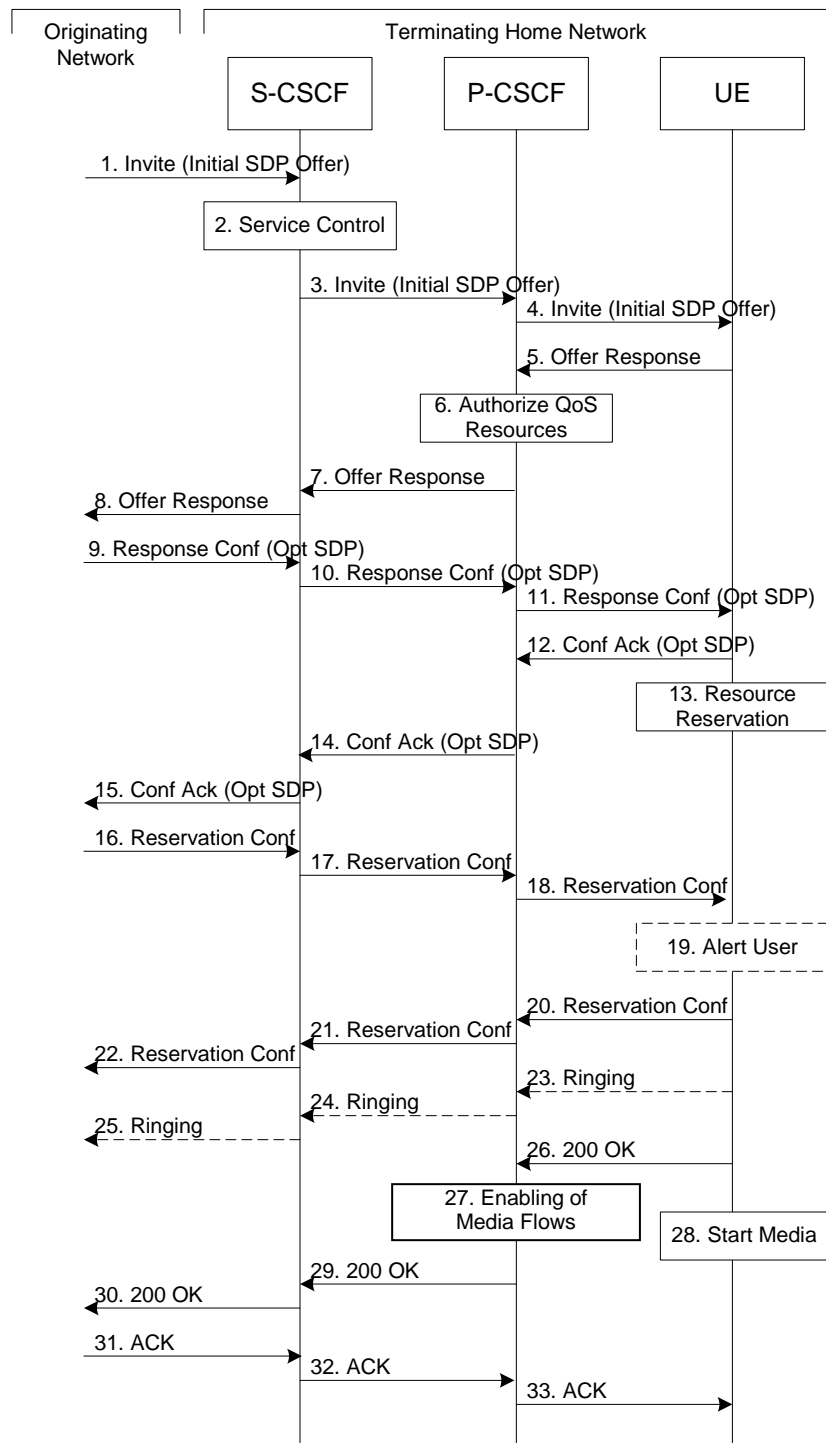 Originating
Network
Terminating Home Network
S-CSCF
P-CSCF
UE
1. Invite (Initial SDP Offer)
2. Service Control
3. Invite (Initial SDP Offer)
4. Invite (Initial SDP Offer)
5. Offer Response
6. Authorize QoS
Resources
7. Offer Response
8. Offer Response
9. Response Conf (Opt SDP)
10. Response Conf (Opt SDP)
11. Response Conf (Opt SDP)
12. Conf Ack (Opt SDP)
13. Resource
Reservation
14. Conf Ack (Opt SDP)
15. Conf Ack (Opt SDP)
16. Reservation Conf
17. Reservation Conf
18. Reservation Conf
19. Alert User
20. Reservation Conf
21. Reservation Conf
22. Reservation Conf
23. Ringing
24. Ringing
25. Ringing
26. 200 OK
27. Enabling of
Media Flows
28. Start Media
29. 200 OK
30. 200 OK
31. ACK
32. ACK
33. ACK